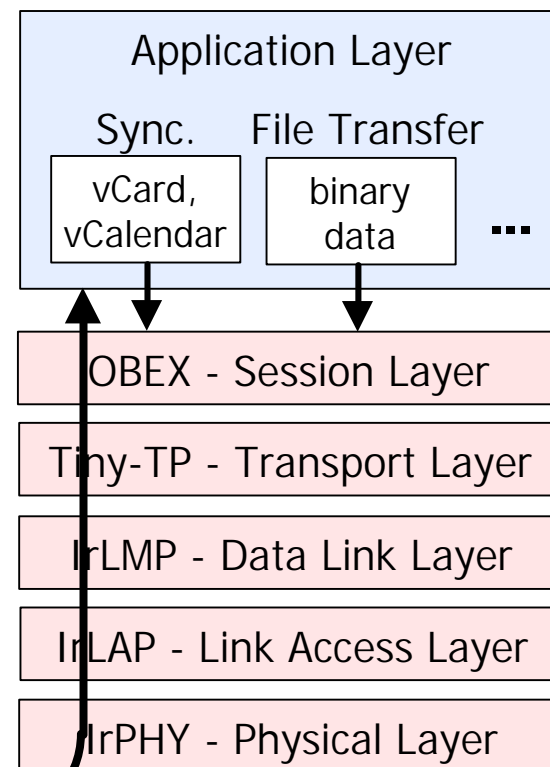 Application Layer
Sync. File Transfer
vCard,
vCalendar
binary
data
...
OBEX - Session Layer
Tiny-TP - Transport Layer
IrLMP - Data Link Layer
IrLAP - Link Access Layer
IrPHY - Physical Layer